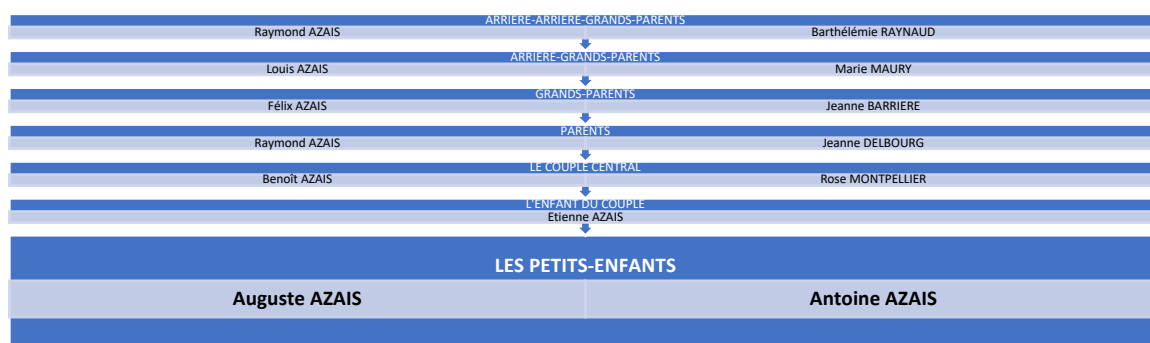 ARRIERE-ARRIERE-GRANDS-PARENTS
Raymond AZAIS Barthélémie RAYNAUD
ARRIERE-GRANDS-PARENTS
Louis AZAIS Marie MAURY
GRANDS-PARENTS
Félix AZAIS Jeanne BARRIERE
PARENTS
Raymond AZAIS Jeanne DELBOURG
LE COUPLE CENTRAL
Benoît AZAIS Rose MONTPELLIER
L'ENFANT DU COUPLE
Etienne AZAIS
LES PETITS-ENFANTS
Auguste AZAIS Antoine AZAIS